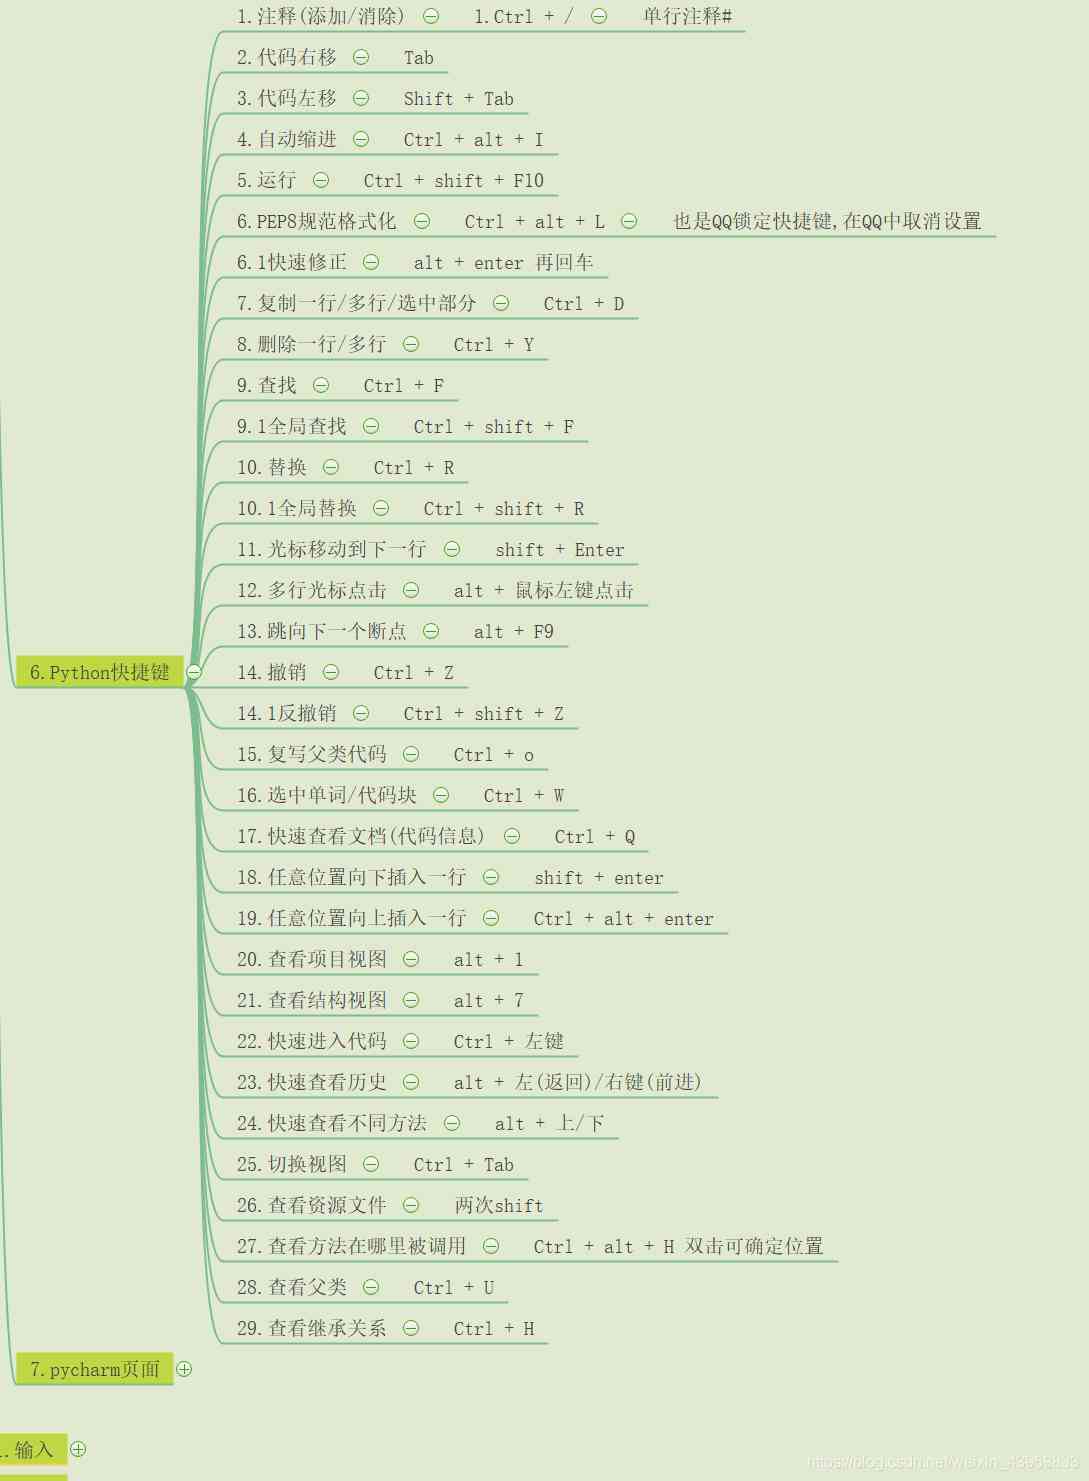 1.注释(添加/消除) 1.Ctrl + / 单行注释#
2.代码右移 Tab
3.代码左移 Shift + Tab
4.自动缩进 Ctrl + alt + I
5.运行 Ctrl + shift + F10
6.PEP8规范格式化 Ctrl + alt + L 也是QQ锁定快捷键,在QQ中取消设置
6.1快速修正 alt + enter 再回车
7.复制一行/多行/选中部分 Ctrl + D
8.删除一行/多行 Ctrl + Y
9.查找 Ctrl + F
9.1全局查找 Ctrl + shift + F
10.替换 Ctrl + R
10.1全局替换 Ctrl + shift + R
11.光标移动到下一行 shift + Enter
12.多行光标点击 alt + 鼠标左键点击
13.跳向下一个断点 alt + F9
6.Python快捷键
14.撤销 Ctrl + Z
14.1反撤销 Ctrl + shift + Z
15.复写父类代码 Ctrl + o
16.选中单词/代码块 Ctrl + W
17.快速查看文档(代码信息) Ctrl + Q
18.任意位置向下插入一行 shift + enter
19.任意位置向上插入一行 Ctrl + alt + enter
20.查看项目视图 alt + 1
21.查看结构视图 alt + 7
22.快速进入代码 Ctrl + 左键
23.快速查看历史 alt + 左(返回)/右键(前进)
24.快速查看不同方法 alt + 上/下
25.切换视图 Ctrl + Tab
26.查看资源文件 两次shift
27.查看方法在哪里被调用 Ctrl + alt + H 双击可确定位置
28.查看父类 Ctrl + U
29.查看继承关系 Ctrl + H
7.pycharm页面
.输入